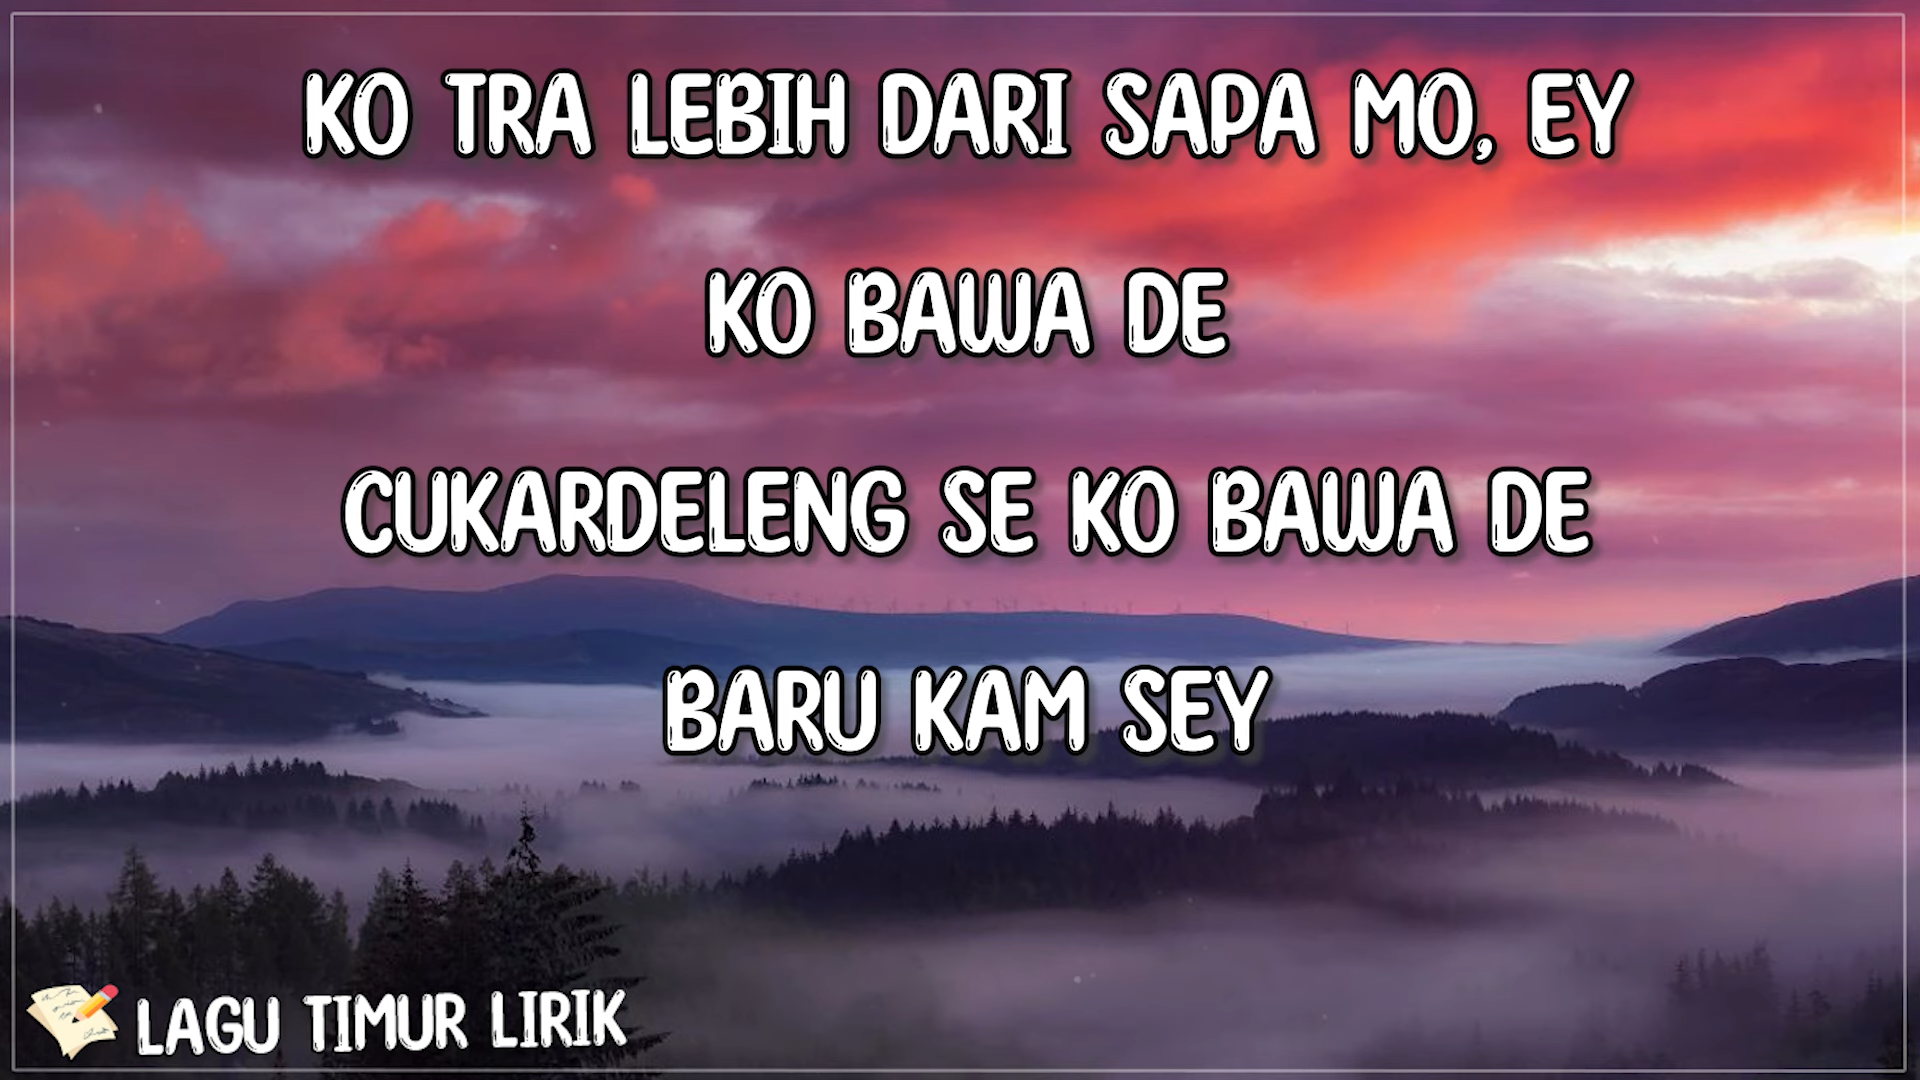 KO TRA LEBIH DARI SAPA MO, EY
KO BAWA DE
CUKARDELENG SE KO BAWA DE
BARU KAM SEY
LAGU TIMUR LIRIK